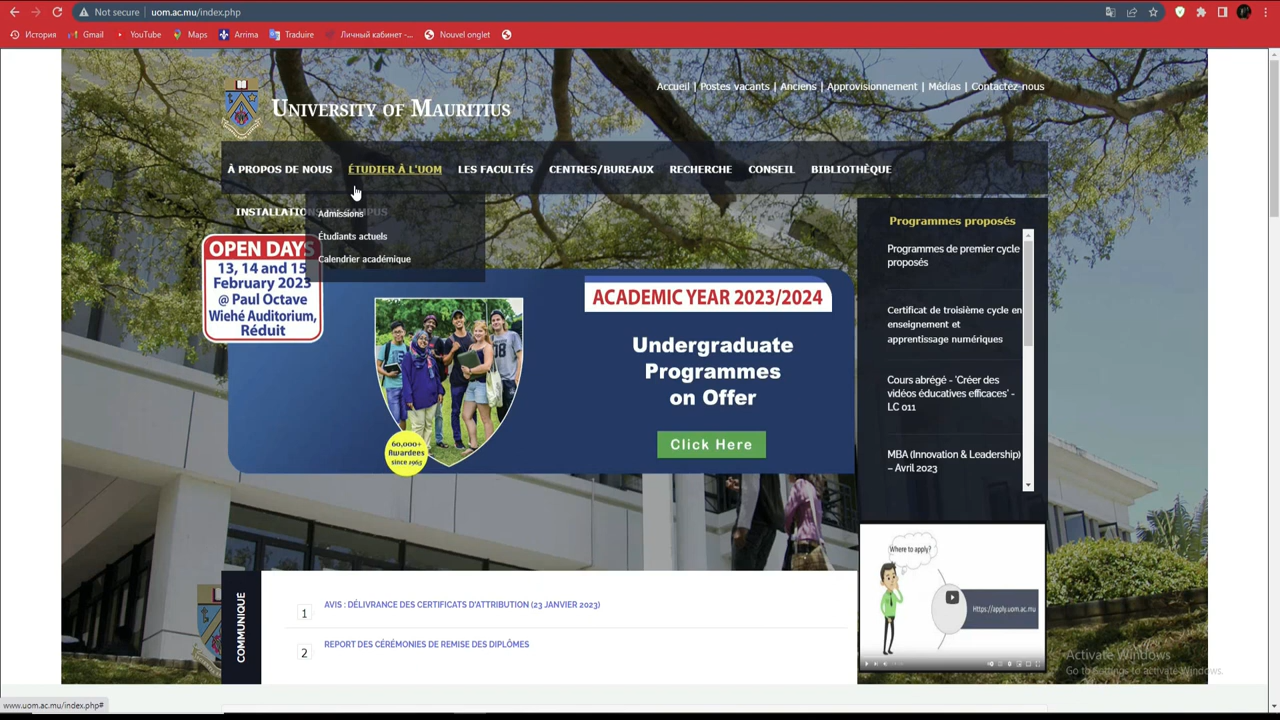 Not secure | uom.ac.mu/index.php
История Gmail YouTube Maps Arrima Traduire Личный кабинет -... Nouvel onglet
Accueil | Postes vacants | Anciens | Approvisionnement | Médias | Contactez-nous
UNIVERSITY OF MAURITIUS
À PROPOS DE NOUS ÉTUDIER À L'UOM LES FACULTÉS CENTRES/BUREAUX RECHERCHE CONSEIL BIBLIOTHÈQUE
Admissions
Étudiants actuels
Calendrier académique
OPEN DAYS
13, 14 and 15
February 2023
@ Paul Octave
Wiehé Auditorium,
Réduit
60,000+
Awardees
since 1965
ACADEMIC YEAR 2023/2024
Undergraduate
Programmes
on Offer
Click Here
Programmes proposés
Programmes de premier cycle
proposés
Certificat de troisième cycle en
enseignement et
apprentissage numériques
Cours abrégé - 'Créer des
vidéos éducatives efficaces' -
LC 011
MBA (Innovation & Leadership)
– Avril 2023
Where to apply?
Https://apply.uom.ac.mu
COMMUNIQUE
1 AVIS : DÉLIVRANCE DES CERTIFICATS D'ATTRIBUTION (23 JANVIER 2023)
2 REPORT DES CÉRÉMONIES DE REMISE DES DIPLÔMES
Activate Windows
Go to Settings to activate Windows.
www.uom.ac.mu/index.php#